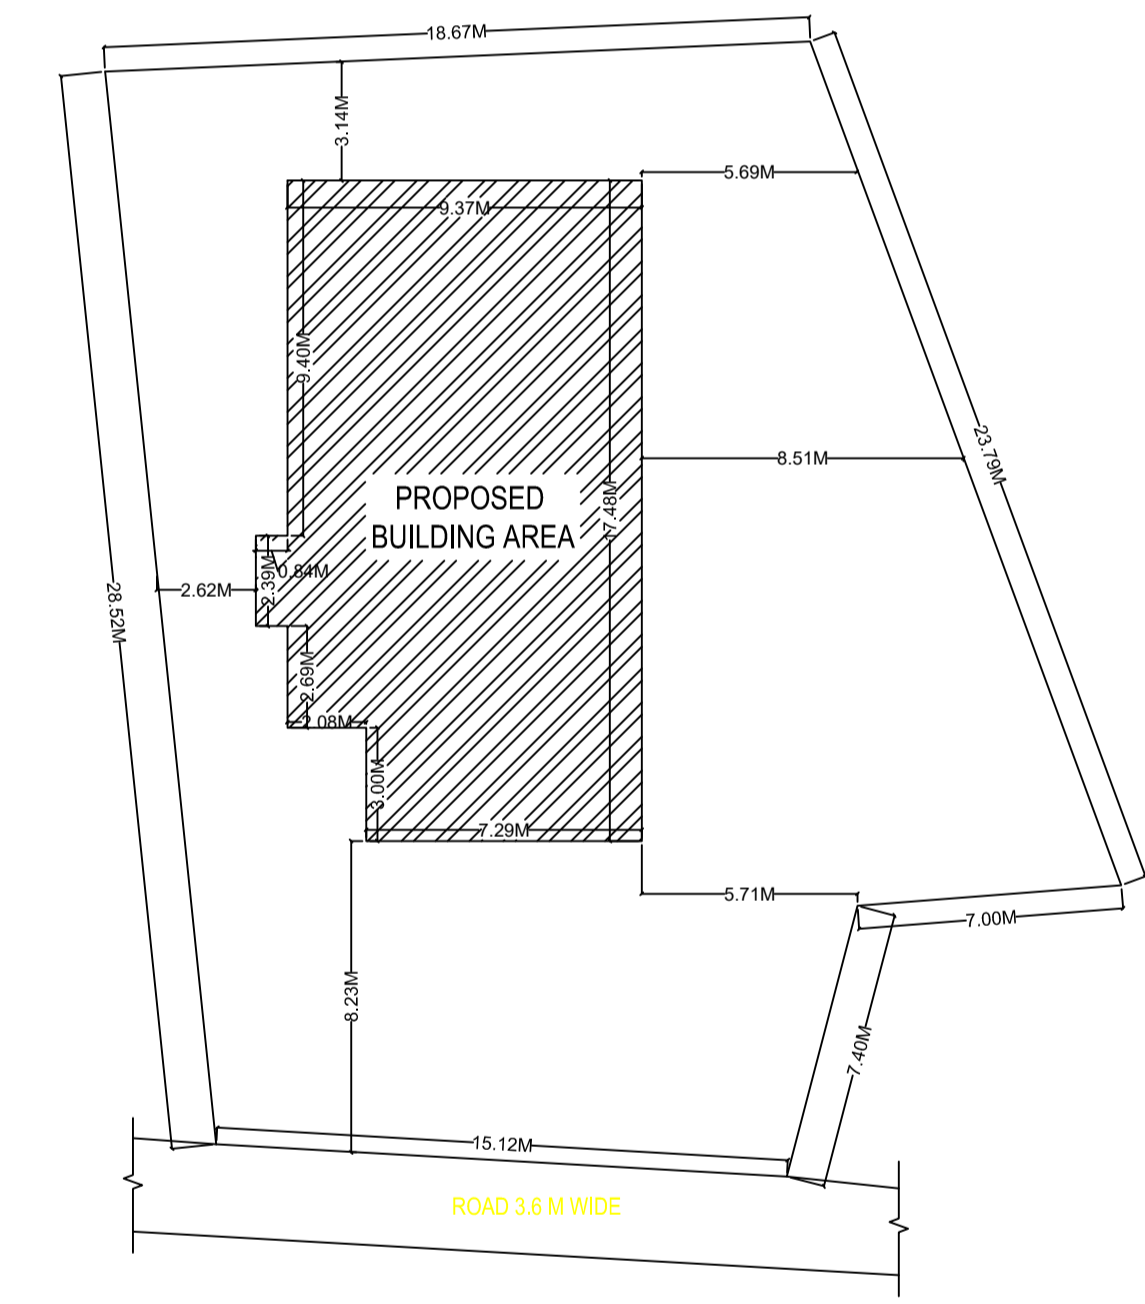 18.67M
3.14M
5.69M
9.37M
9.40M
23.79M
8.51M
PROPOSED
BUILDING AREA
17.48M
0.84M
2.39M
2.62M
28.52M
2.69M
2.08M
3.00M
7.29M
5.71M
7.00M
8.23M
7.40M
15.12M
ROAD 3.6 M WIDE